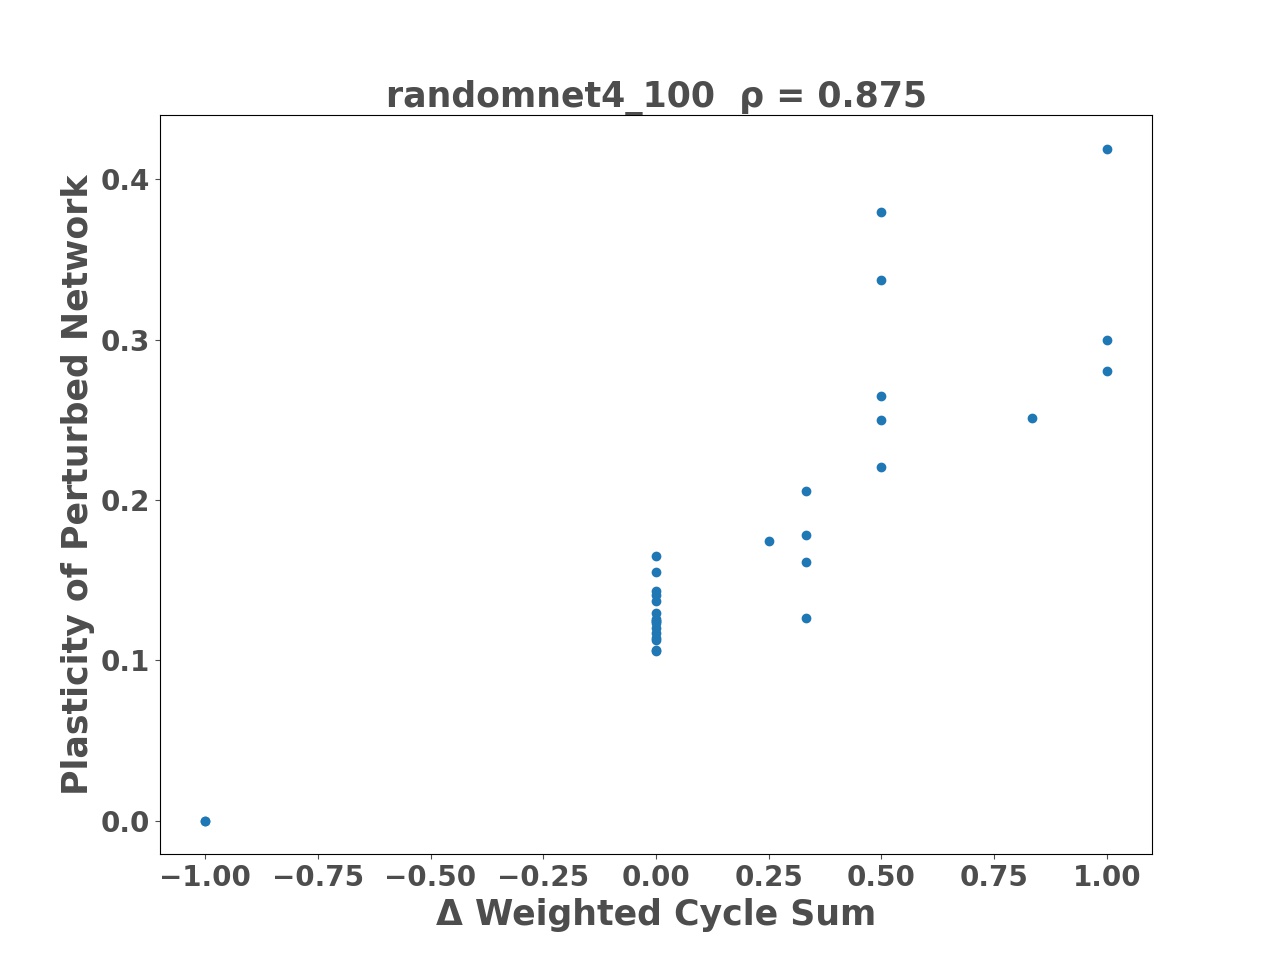 randomnet4_100 ρ = 0.875
Plasticity of Perturbed Network
0.4
0.3
0.2
0.1
0.0
−1.00 −0.75 −0.50 −0.25 0.00 0.25 0.50 0.75 1.00
Δ Weighted Cycle Sum